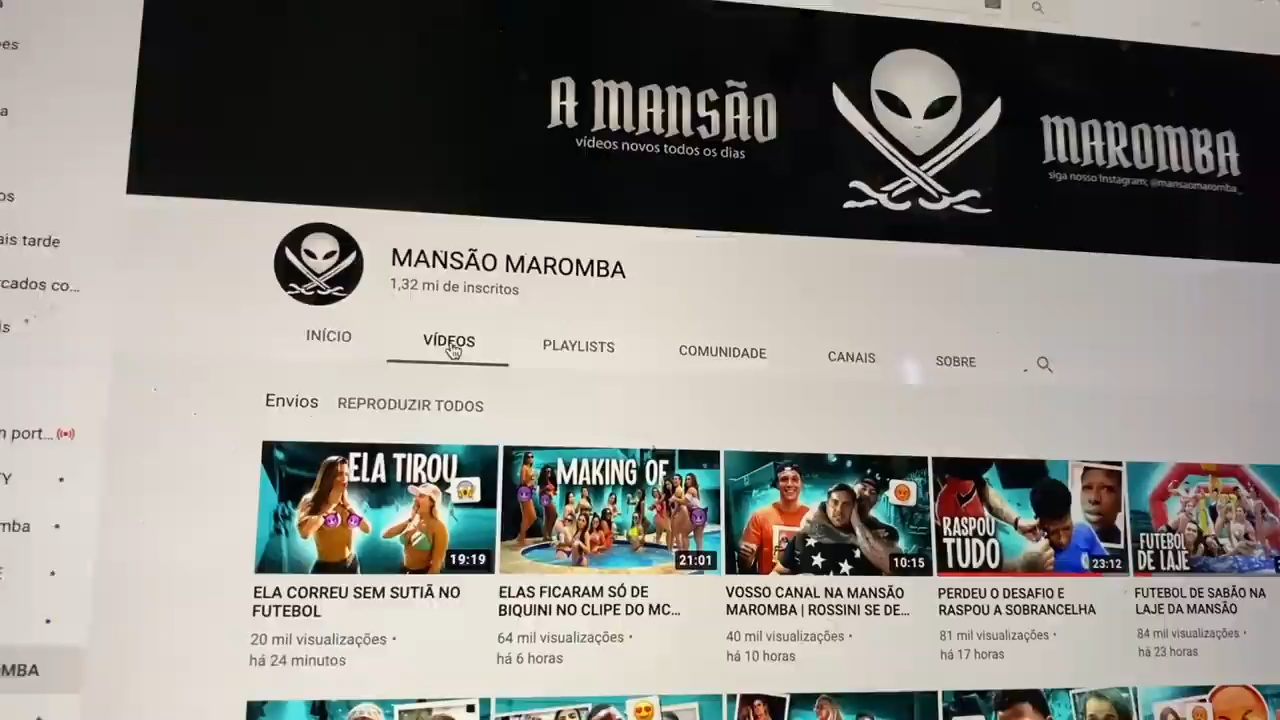 A MANSÃO
vídeos novos todos os dias
MAROMBA
siga nosso Instagram: @mansaomaromba_
ais tarde
MANSÃO MAROMBA
1,32 mi de inscritos
INÍCIO
VÍDEOS
PLAYLISTS
COMUNIDADE
CANAIS
SOBRE
Envios
REPRODUZIR TODOS
ELA TIROU
19:19
MAKING OF
21:01
10:15
RASPOU
TUDO
23:12
FUTEBOL
DE LAJE
ELA CORREU SEM SUTIÃ NO
FUTEBOL
20 mil visualizações •
há 24 minutos
ELAS FICARAM SÓ DE
BIQUINI NO CLIPE DO MC...
64 mil visualizações •
há 6 horas
VOSSO CANAL NA MANSÃO
MAROMBA | ROSSINI SE DE...
40 mil visualizações •
há 10 horas
PERDEU O DESAFIO E
RASPOU A SOBRANCELHA
81 mil visualizações •
há 17 horas
FUTEBOL DE SABÃO NA
LAJE DA MANSÃO
84 mil visualizações •
há 23 horas
cados co...
n port...
mba
MBA